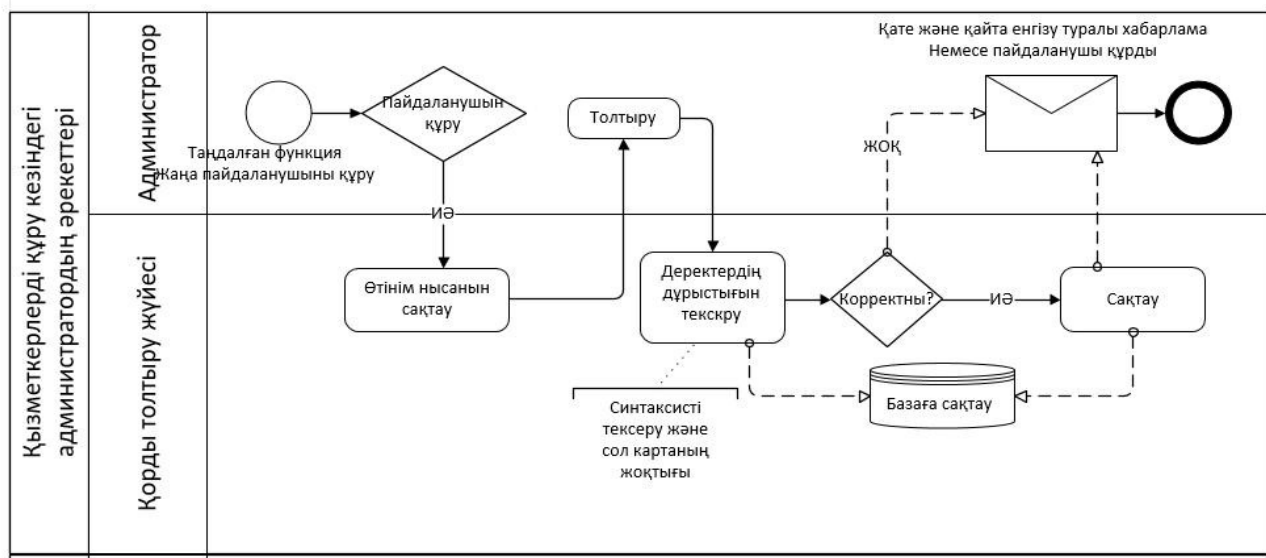 Қызметкерлерді құру кезіндегі
администратордың әрекеттері
Администратор
Қорды толтыру жүйесі
Таңдалған функция
Жаңа пайдаланушыны құру
Пайдаланушын
құру
ИӘ
Өтінім нысанын
сақтау
Толтыру
Деректердің
дұрыстығын
текскру
Синтаксисті
тексеру және
сол картаның
жоқтығы
Корректны?
ЖОҚ
ИӘ
Сақтау
Базаға сақтау
Қате және қайта енгізу туралы хабарлама
Немесе пайдаланушы құрды